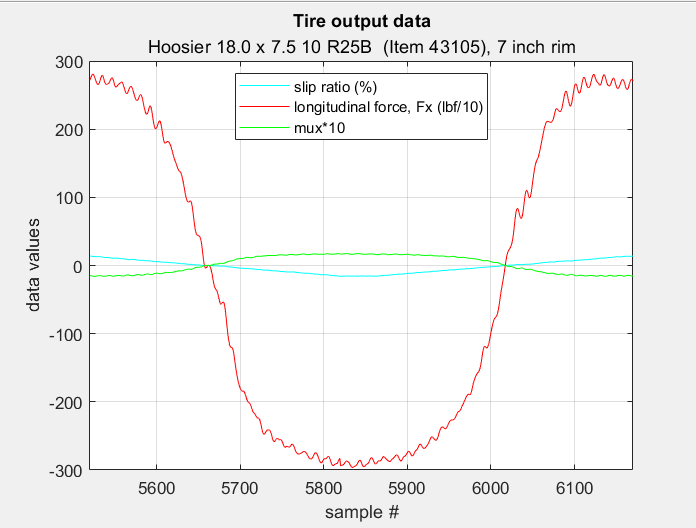 Tire output data
Hoosier 18.0 x 7.5 10 R25B (Item 43105), 7 inch rim
300
200
100
0
-100
-200
-300
data values
slip ratio (%)
longitudinal force, Fx (lbf/10)
mux*10
5600 5700 5800 5900 6000 6100
sample #